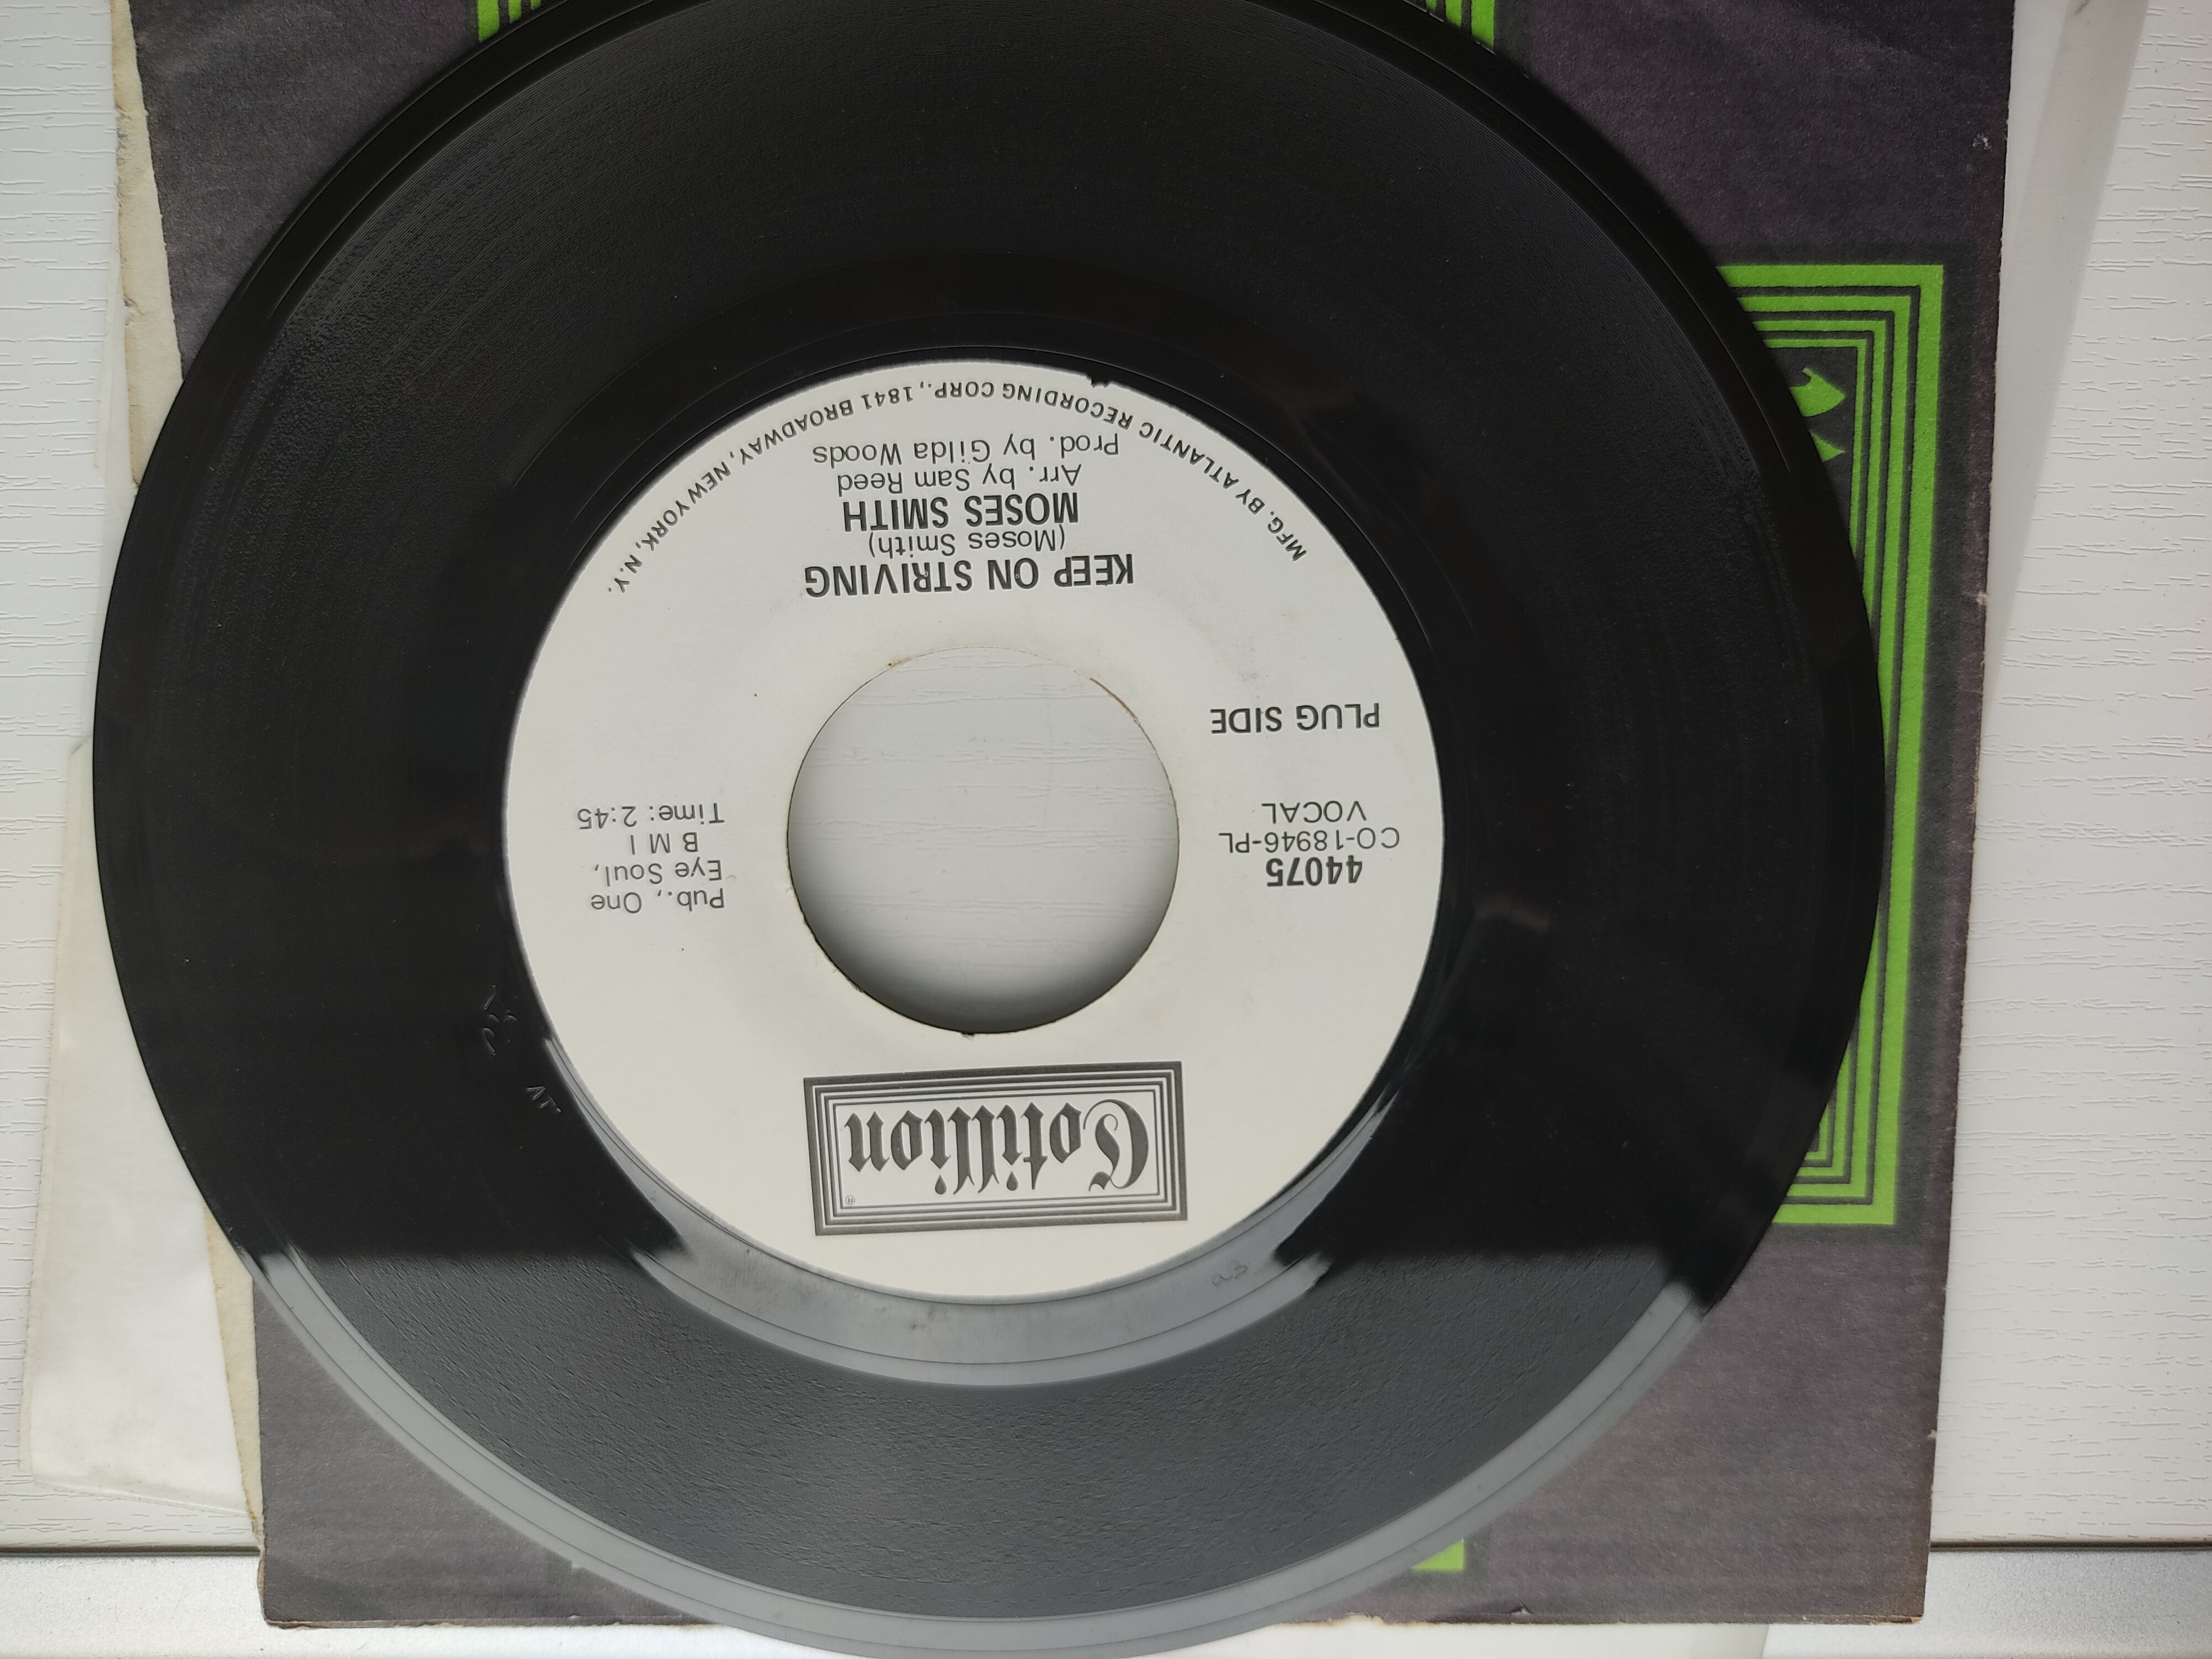 Cotillion
®
44075
CO-18946-PL
VOCAL
PLUG SIDE
Pub., One
Eye Soul,
B M I
Time: 2:45
KEEP ON STRIVING
(Moses Smith)
MOSES SMITH
Arr. by Sam Reed
Prod. by Gilda Woods
MFG. BY ATLANTIC RECORDING CORP., 1841 BROADWAY, NEW YORK, N.Y.
AT